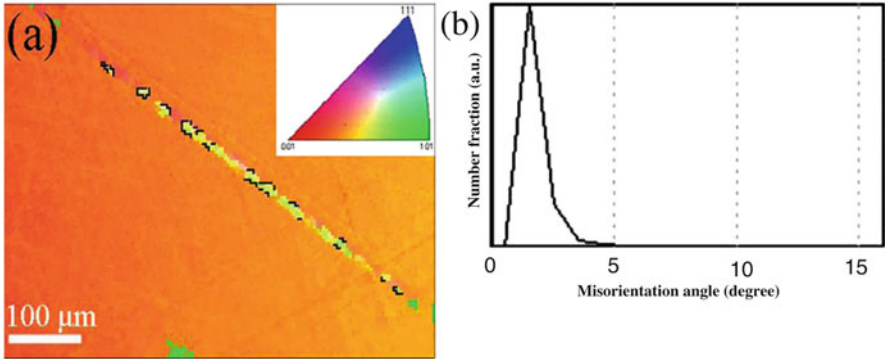 (a)
111
001
101
100 μm
(b)
Number fraction (a.u.)
0
5
10
15
Misorientation angle (degree)